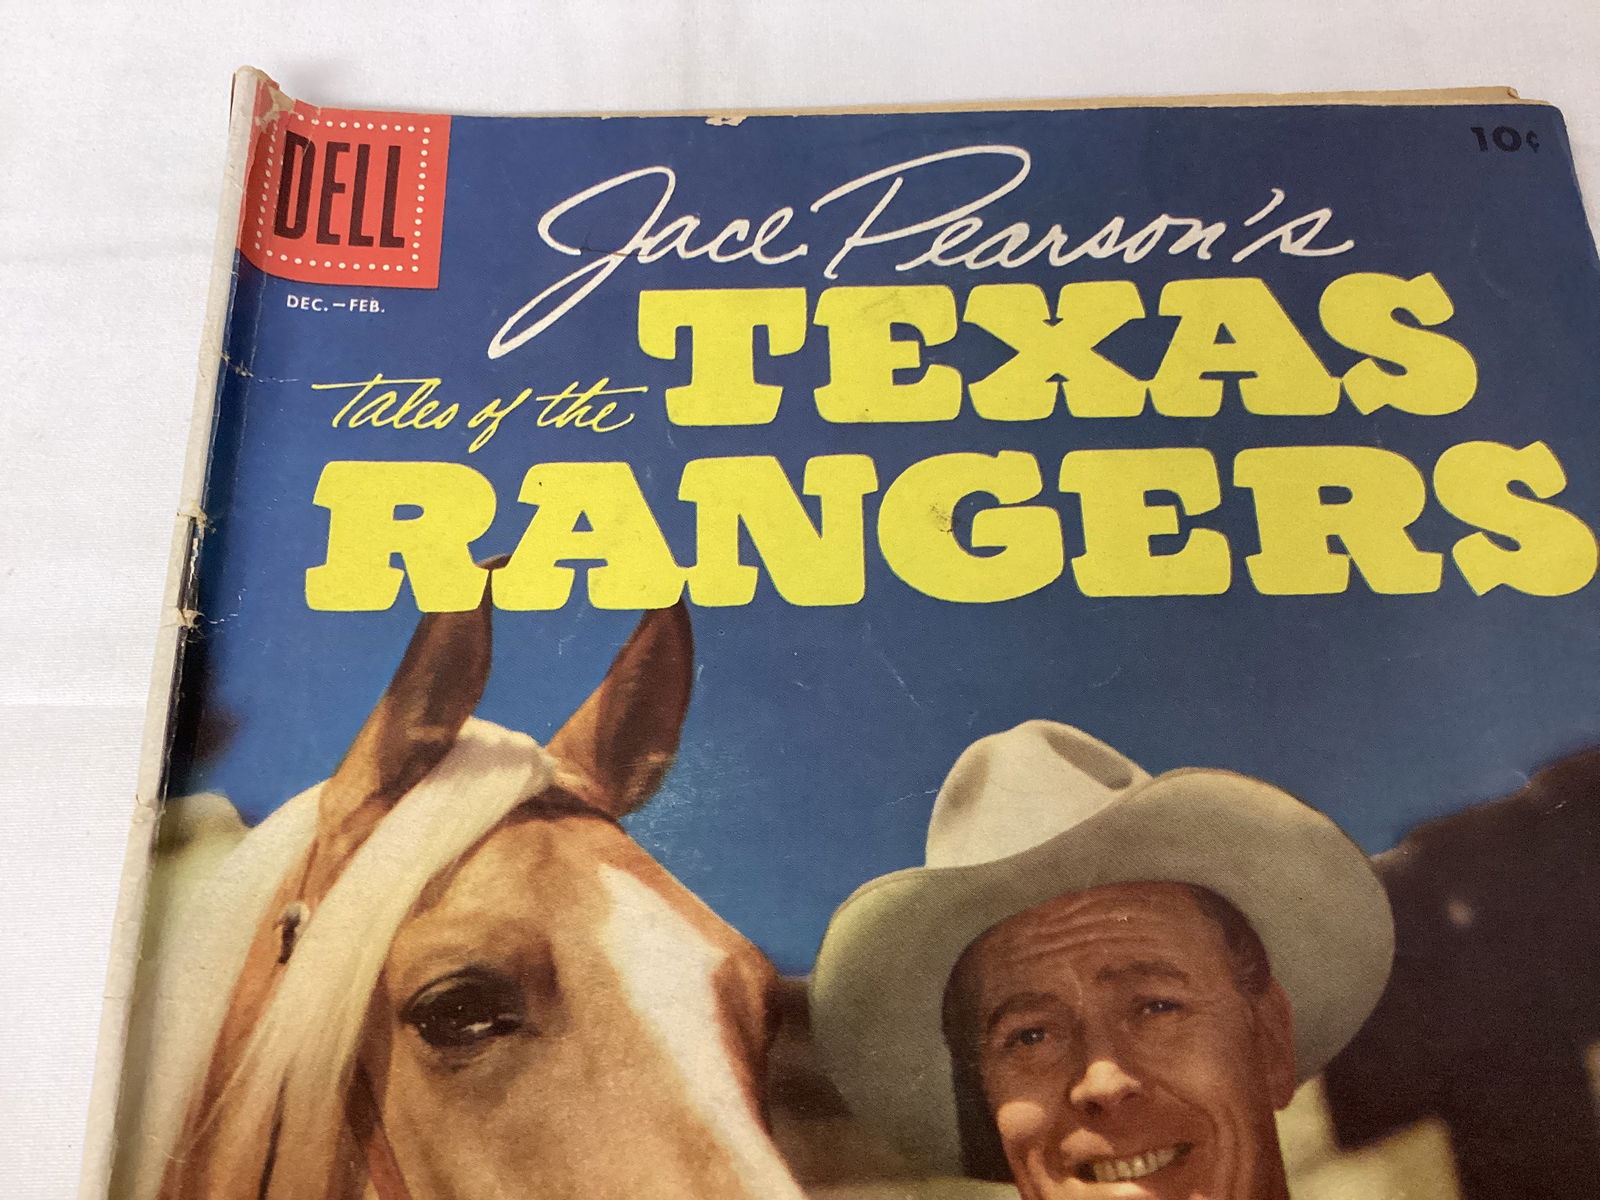 DELL
10¢
DEC.—FEB.
Jace Pearson's
Tales of the TEXAS
RANGERS